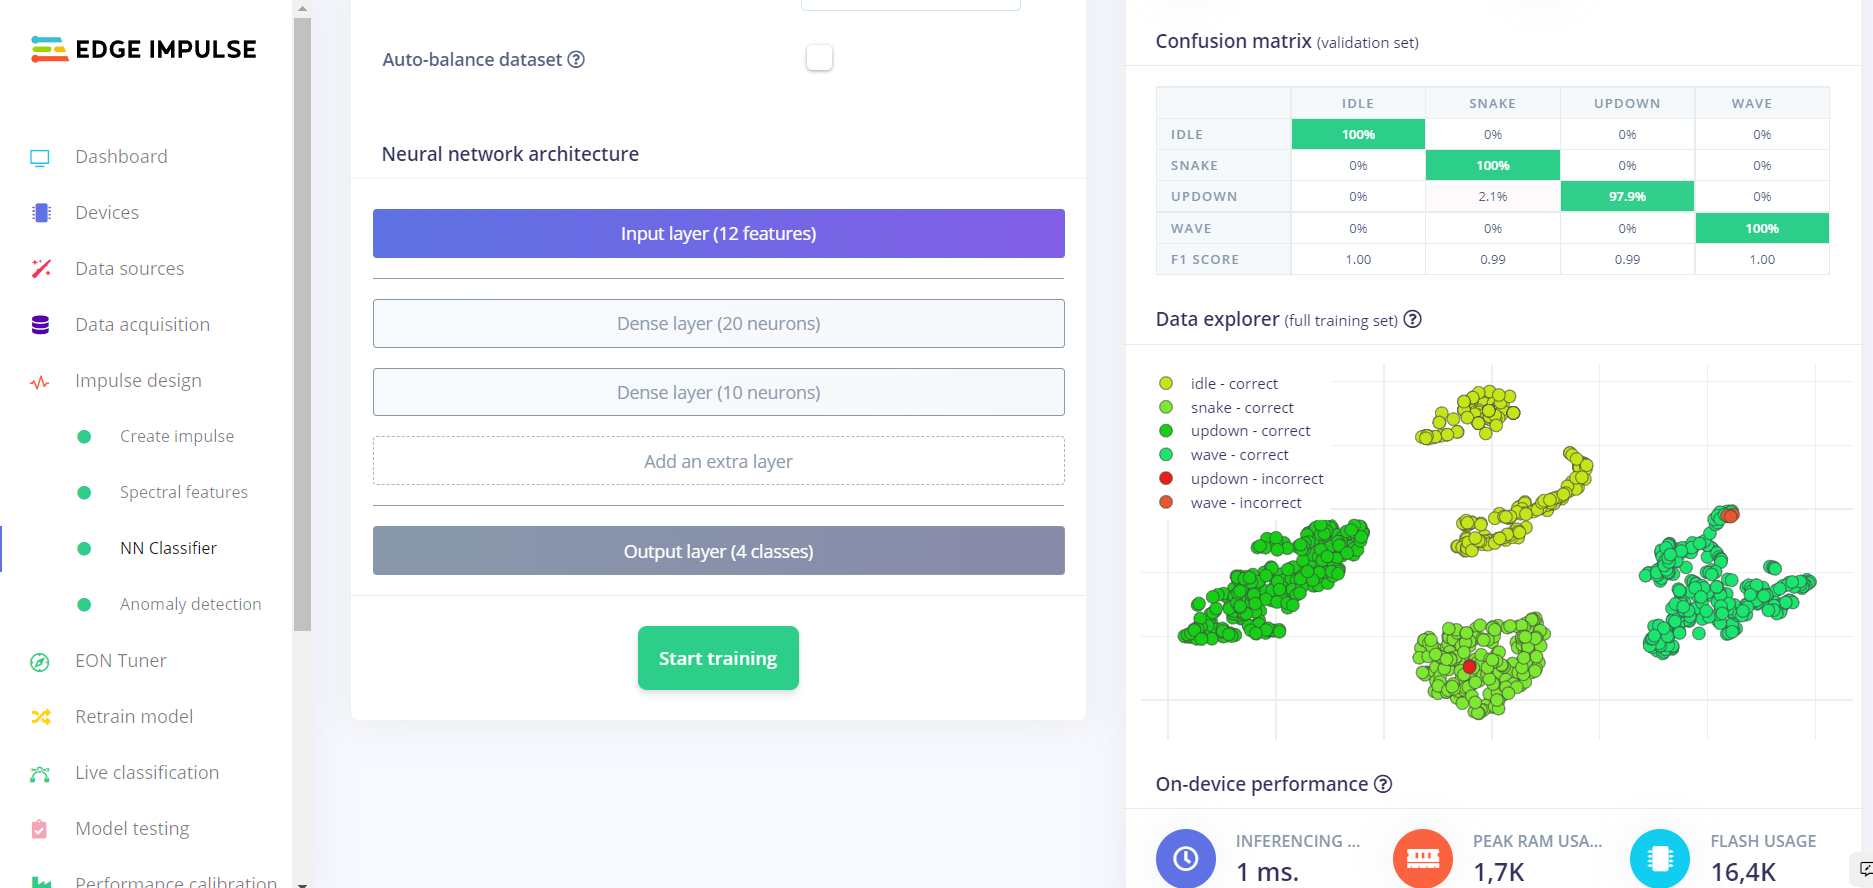 EDGE IMPULSE
Dashboard
Devices
Data sources
Data acquisition
Impulse design
Create impulse
Spectral features
NN Classifier
Anomaly detection
EON Tuner
Retrain model
Live classification
Model testing
Performance calibration
Auto-balance dataset ?
Neural network architecture
Input layer (12 features)
Dense layer (20 neurons)
Dense layer (10 neurons)
Add an extra layer
Output layer (4 classes)
Start training
Confusion matrix (validation set)
IDLE SNAKE UPDOWN WAVE
IDLE 100% 0% 0% 0%
SNAKE 0% 100% 0% 0%
UPDOWN 0% 2.1% 97.9% 0%
WAVE 0% 0% 0% 100%
F1 SCORE 1.00 0.99 0.99 1.00
Data explorer (full training set) ?
idle - correct
snake - correct
updown - correct
wave - correct
updown - incorrect
wave - incorrect
On-device performance ?
INFERENCING ...
1 ms.
PEAK RAM USA...
1,7K
FLASH USAGE
16,4K